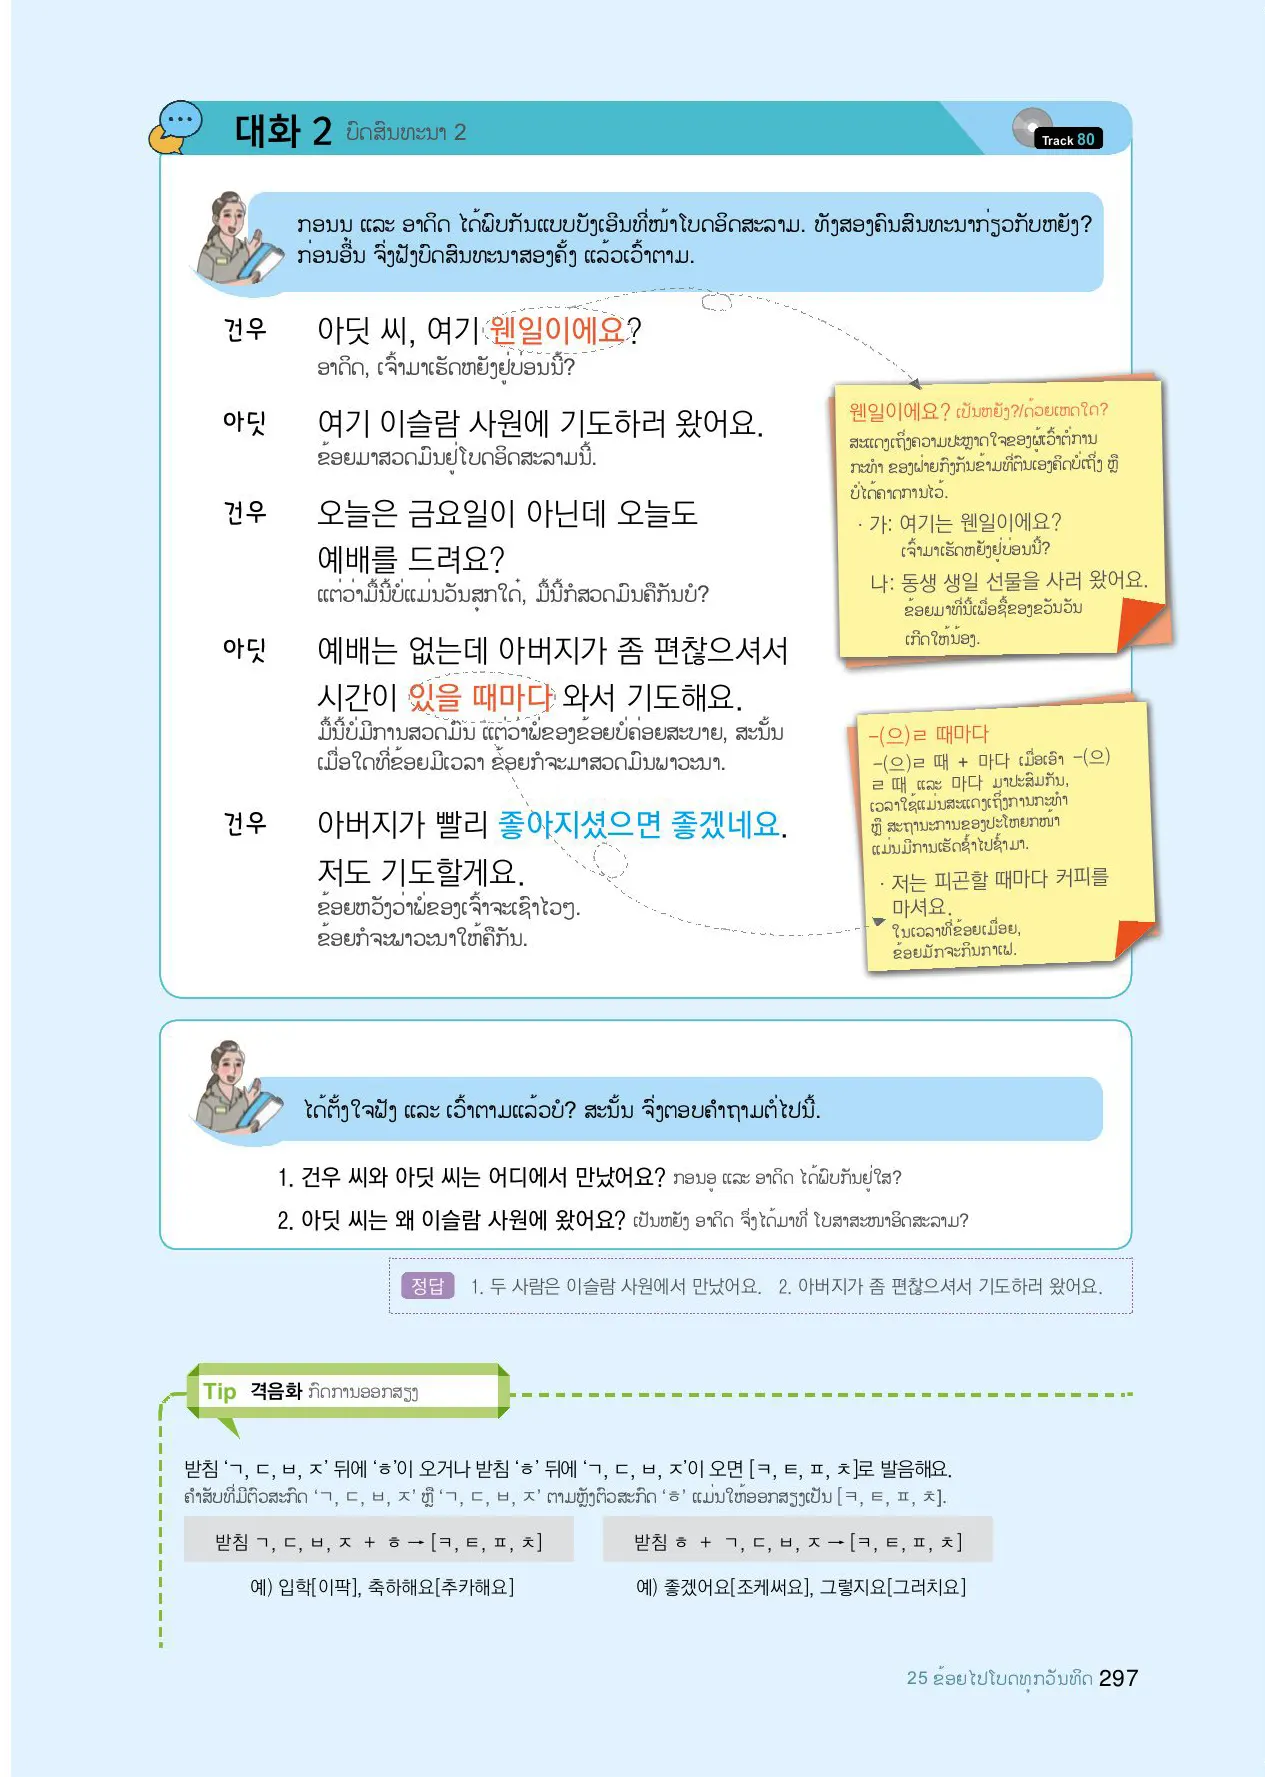 대화 2 ບົດສົນທະນາ 2
Track 80
ກອນນູ ແລະ ອາດິດ ໄດ້ພົບກັນແບບບັງເອີນທີ່ໜ້າໂບດອິດສະລາມ. ທັງສອງຄົນສົນທະນາກ່ຽວກັບຫຍັງ?
ກ່ອນອື່ນ ຈົ່ງຟັງບົດສົນທະນາສອງຄັ້ງ ແລ້ວເວົ້າຕາມ.
건우 아딧 씨, 여기 웬일이에요?
ອາດິດ, ເຈົ້າມາເຮັດຫຍັງຢູ່ບ່ອນນີ້?
아딧 여기 이슬람 사원에 기도하러 왔어요.
ຂ້ອຍມາສວດມົນຢູ່ໂບດອິດສະລາມນີ້.
건우 오늘은 금요일이 아닌데 오늘도
예배를 드려요?
ແຕ່ວ່າມື້ນີ້ບໍ່ແມ່ນວັນສຸກໃດ໋, ມື້ນີ້ກໍສວດມົນຄືກັນບໍ?
아딧 예배는 없는데 아버지가 좀 편찮으셔서
시간이 있을 때마다 와서 기도해요.
ມື້ນີ້ບໍ່ມີການສວດມົນ ແຕ່ວ່າພໍ່ຂອງຂ້ອຍບໍ່ຄ່ອຍສະບາຍ, ສະນັ້ນ
ເມື່ອໃດທີ່ຂ້ອຍມີເວລາ ຂ້ອຍກໍຈະມາສວດມົນພາວະນາ.
건우 아버지가 빨리 좋아지셨으면 좋겠네요.
저도 기도할게요.
ຂ້ອຍຫວັງວ່າພໍ່ຂອງເຈົ້າຈະເຊົາໄວໆ.
ຂ້ອຍກໍຈະພາວະນາໃຫ້ຄືກັນ.
웬일이에요? ເປັນຫຍັງ?/ດ້ວຍເຫດໃດ?
ສະແດງເຖິງຄວາມປະຫຼາດໃຈຂອງຜູ້ເວົ້າຕໍ່ການ
ກະທຳ ຂອງຝ່າຍກົງກັນຂ້າມທີ່ຕົນເອງຄິດບໍ່ເຖິງ ຫຼື
ບໍ່ໄດ້ຄາດການໄວ້.
· 가: 여기는 웬일이에요?
ເຈົ້າມາເຮັດຫຍັງຢູ່ບ່ອນນີ້?
나: 동생 생일 선물을 사러 왔어요.
ຂ້ອຍມາທີ່ນີ້ເພື່ອຊື້ຂອງຂວັນວັນ
ເກີດໃຫ້ນ້ອງ.
-(으)ㄹ 때마다
-(으)ㄹ 때 + 마다 ເມື່ອເອົາ -(으)
ㄹ 때 ແລະ 마다 ມາປະສົມກັນ,
ເວລາໃຊ້ແມ່ນສະແດງເຖິງການກະທຳ
ຫຼື ສະຖານະການຂອງປະໂຫຍກໜ້າ
ແມ່ນມີການເຮັດຊ້ຳໄປຊ້ຳມາ.
· 저는 피곤할 때마다 커피를
마셔요.
ໃນເວລາທີ່ຂ້ອຍເມື່ອຍ,
ຂ້ອຍມັກຈະກິນກາເຟ.
ໄດ້ຕັ້ງໃຈຟັງ ແລະ ເວົ້າຕາມແລ້ວບໍ? ສະນັ້ນ ຈົ່ງຕອບຄຳຖາມຕໍ່ໄປນີ້.
1. 건우 씨와 아딧 씨는 어디에서 만났어요? ກອນອູ ແລະ ອາດິດ ໄດ້ພົບກັນຢູ່ໃສ?
2. 아딧 씨는 왜 이슬람 사원에 왔어요? ເປັນຫຍັງ ອາດິດ ຈຶ່ງໄດ້ມາທີ່ ໂບສາສະໜາອິດສະລາມ?
정답 1. 두 사람은 이슬람 사원에서 만났어요. 2. 아버지가 좀 편찮으셔서 기도하러 왔어요.
Tip 격음화 ກົດການອອກສຽງ
받침 ‘ㄱ, ㄷ, ㅂ, ㅈ’ 뒤에 ‘ㅎ’이 오거나 받침 ‘ㅎ’ 뒤에 ‘ㄱ, ㄷ, ㅂ, ㅈ’이 오면 [ㅋ, ㅌ, ㅍ, ㅊ]로 발음해요.
ຄຳສັບທີ່ມີຕົວສະກົດ ‘ㄱ, ㄷ, ㅂ, ㅈ’ ຫຼື ‘ㄱ, ㄷ, ㅂ, ㅈ’ ຕາມຫຼັງຕົວສະກົດ ‘ㅎ’ ແມ່ນໃຫ້ອອກສຽງເປັນ [ㅋ, ㅌ, ㅍ, ㅊ].
받침 ㄱ, ㄷ, ㅂ, ㅈ + ㅎ → [ㅋ, ㅌ, ㅍ, ㅊ] 받침 ㅎ + ㄱ, ㄷ, ㅂ, ㅈ → [ㅋ, ㅌ, ㅍ, ㅊ]
예) 입학[이팍], 축하해요[추카해요] 예) 좋겠어요[조케써요], 그렇지요[그러치요]
25 ຂ້ອຍໄປໂບດທຸກວັນທິດ 297